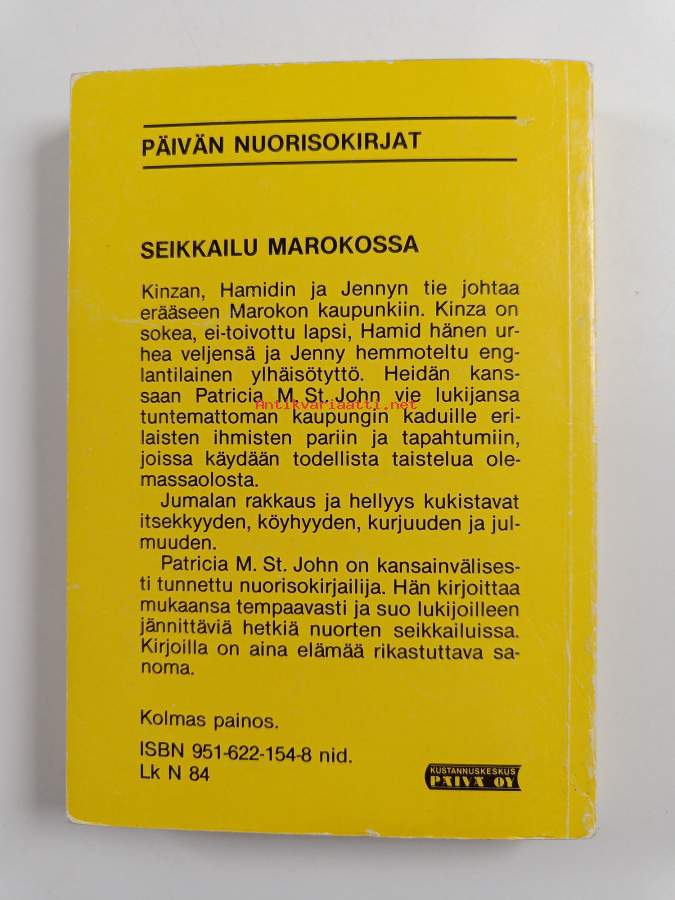 PÄIVÄN NUORISOKIRJAT
SEIKKAILU MAROKOSSA
Kinzan, Hamidin ja Jennyn tie johtaa
erääseen Marokon kaupunkiin. Kinza on
sokea, ei-toivottu lapsi, Hamid hänen ur-
hea veljensä ja Jenny hemmoteltu eng-
lantilainen ylhäisötyttö. Heidän kans-
saan Patricia M. St. John vie lukijansa
Antikvariaatti.net
tuntemattoman kaupungin kaduille eri-
laisten ihmisten pariin ja tapahtumiin,
joissa käydään todellista taistelua ole-
massaolosta.
Jumalan rakkaus ja hellyys kukistavat
itsekkyyden, köyhyyden, kurjuuden ja jul-
muuden.
Patricia M. St. John on kansainvälises-
ti tunnettu nuorisokirjailija. Hän kirjoittaa
mukaansa tempaavasti ja suo lukijoilleen
jännittäviä hetkiä nuorten seikkailuissa.
Kirjoilla on aina elämää rikastuttava sa-
noma.
Kolmas painos.
ISBN 951-622-154-8 nid.
Lk N 84
KUSTANNUSKESKUS
PÄIVÄ OY